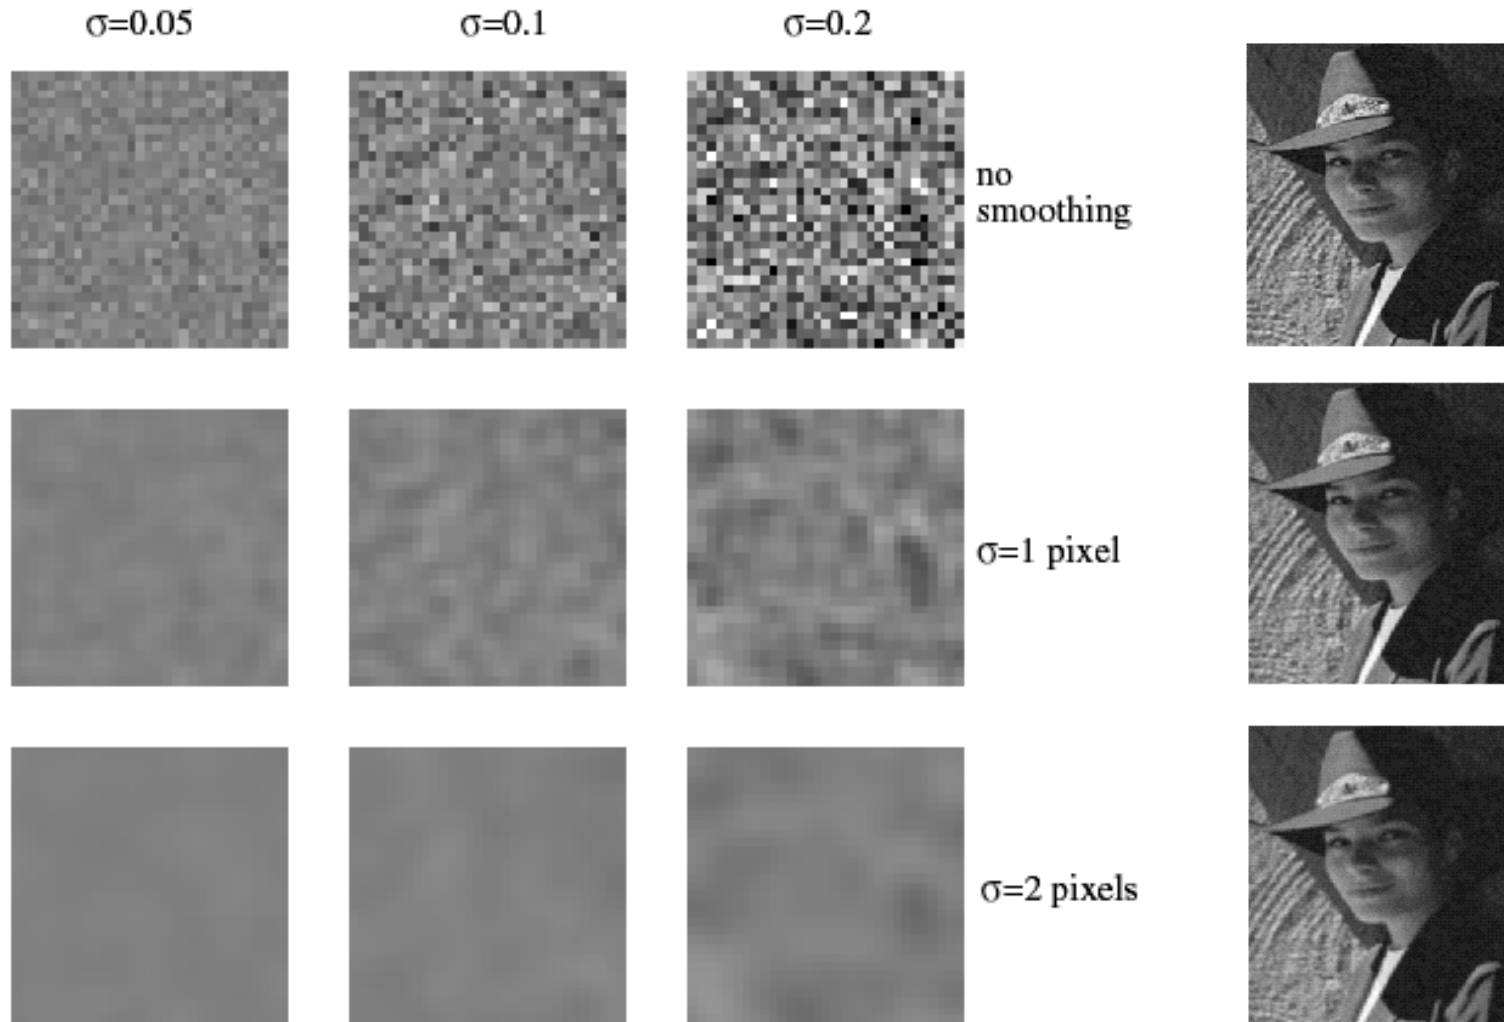 σ=0.05
σ=0.1
σ=0.2
no
smoothing
σ=1 pixel
σ=2 pixels